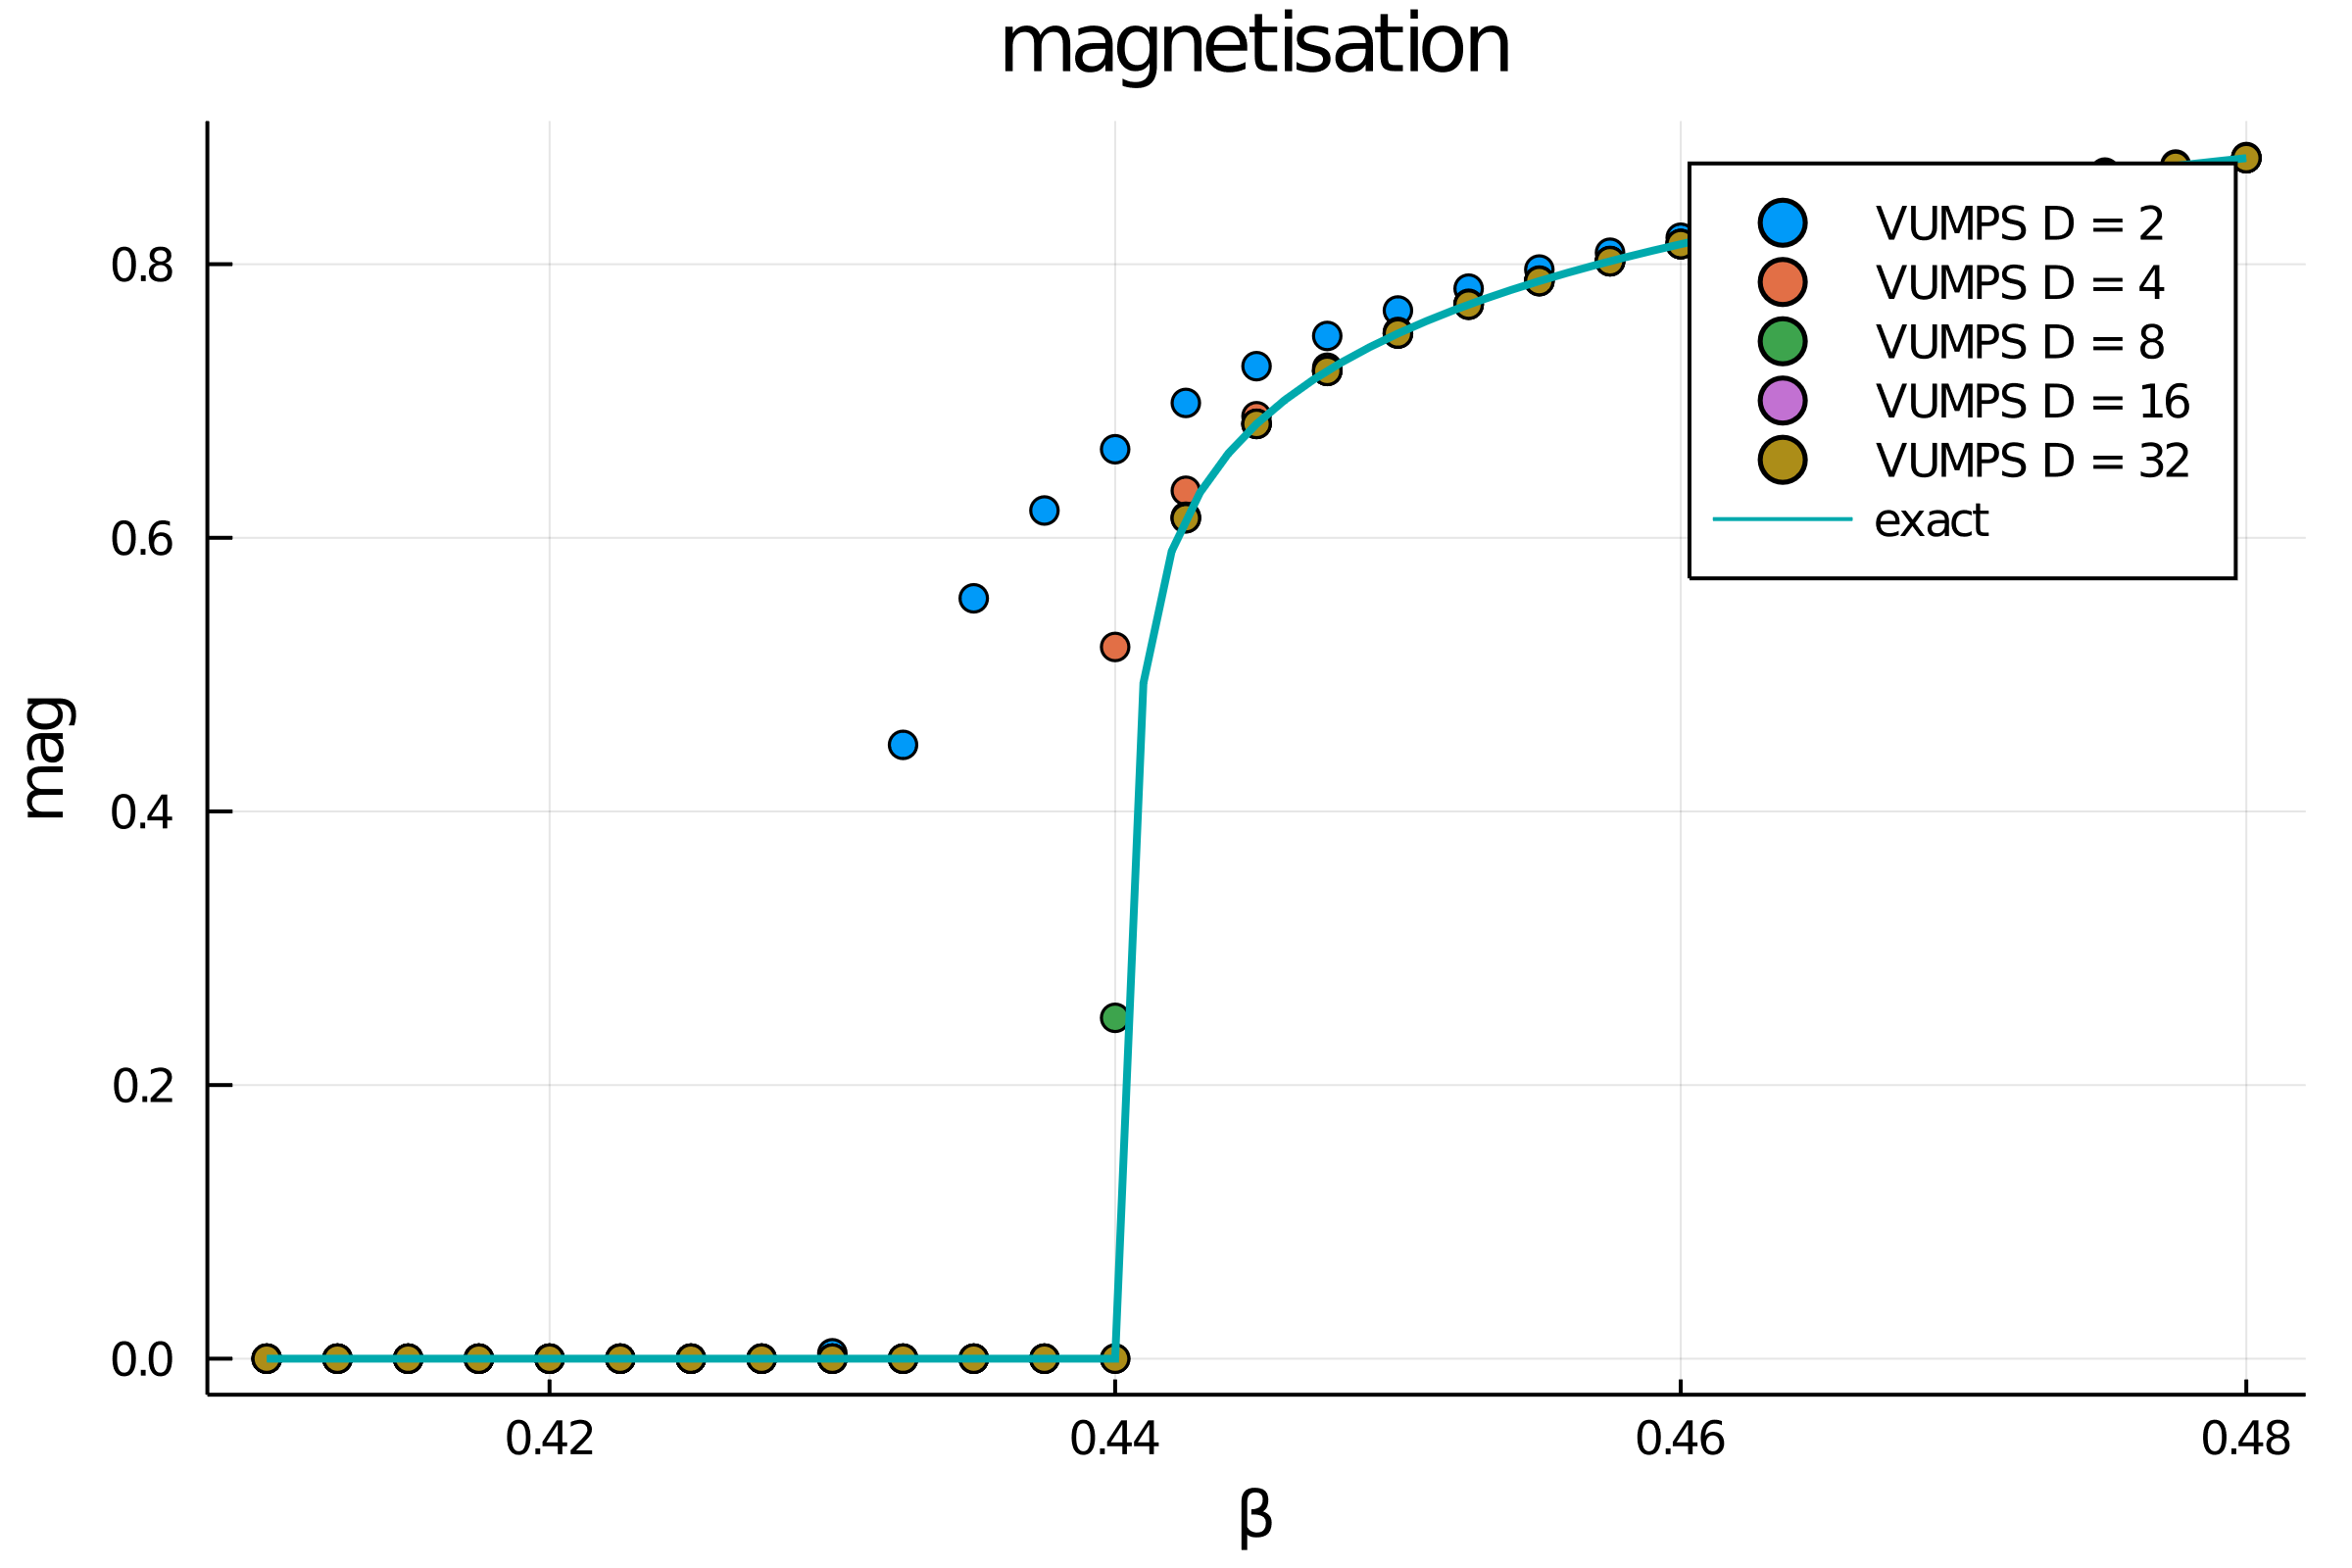 magnetisation
mag
0.8
0.6
0.4
0.2
0.0
VUMPS D = 2
VUMPS D = 4
VUMPS D = 8
VUMPS D = 16
VUMPS D = 32
exact
0.42
0.44
0.46
0.48
β